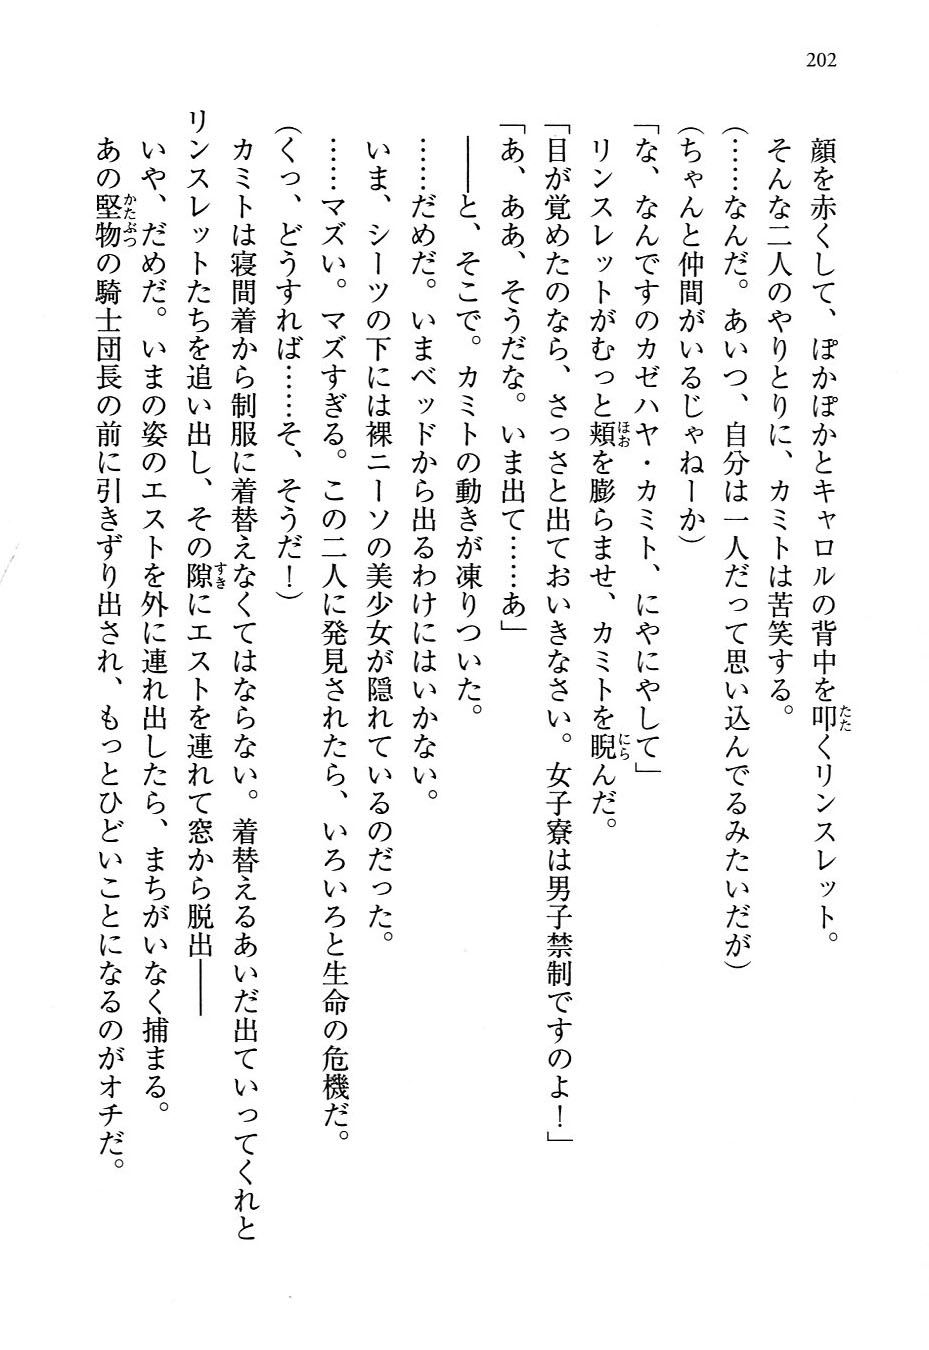 202
顔を赤くして、ぽかぽかとキャロルの背中を叩くリンスレット。
そんな二人のやりとりに、カミトは苦笑する。
(……なんだ。あいつ、自分は一人だって思い込んでるみたいだが)
(ちゃんと仲間がいるじゃねーか)
「な、なんですのカゼハヤ・カミト、にやにやして」
リンスレットがむっと頬を膨らませ、カミトを睨んだ。
「目が覚めたのなら、さっさと出ておいきなさい。女子寮は男子禁制ですのよ！」
「あ、ああ、そうだな。いま出て……あ」
――と、そこで。カミトの動きが凍りついた。
……だめだ。いまベッドから出るわけにはいかない。
いま、シーツの下には裸ニーソの美少女が隠れているのだった。
……マズい。マズすぎる。この二人に発見されたら、いろいろと生命の危機だ。
(くっ、どうすれば……そ、そうだ！)
カミトは寝間着から制服に着替えなくてはならない。着替えるあいだ出ていってくれと
リンスレットたちを追い出し、その隙にエストを連れて窓から脱出――
いや、だめだ。いまの姿のエストを外に連れ出したら、まちがいなく捕まる。
あの堅物の騎士団長の前に引きずり出され、もっとひどいことになるのがオチだ。